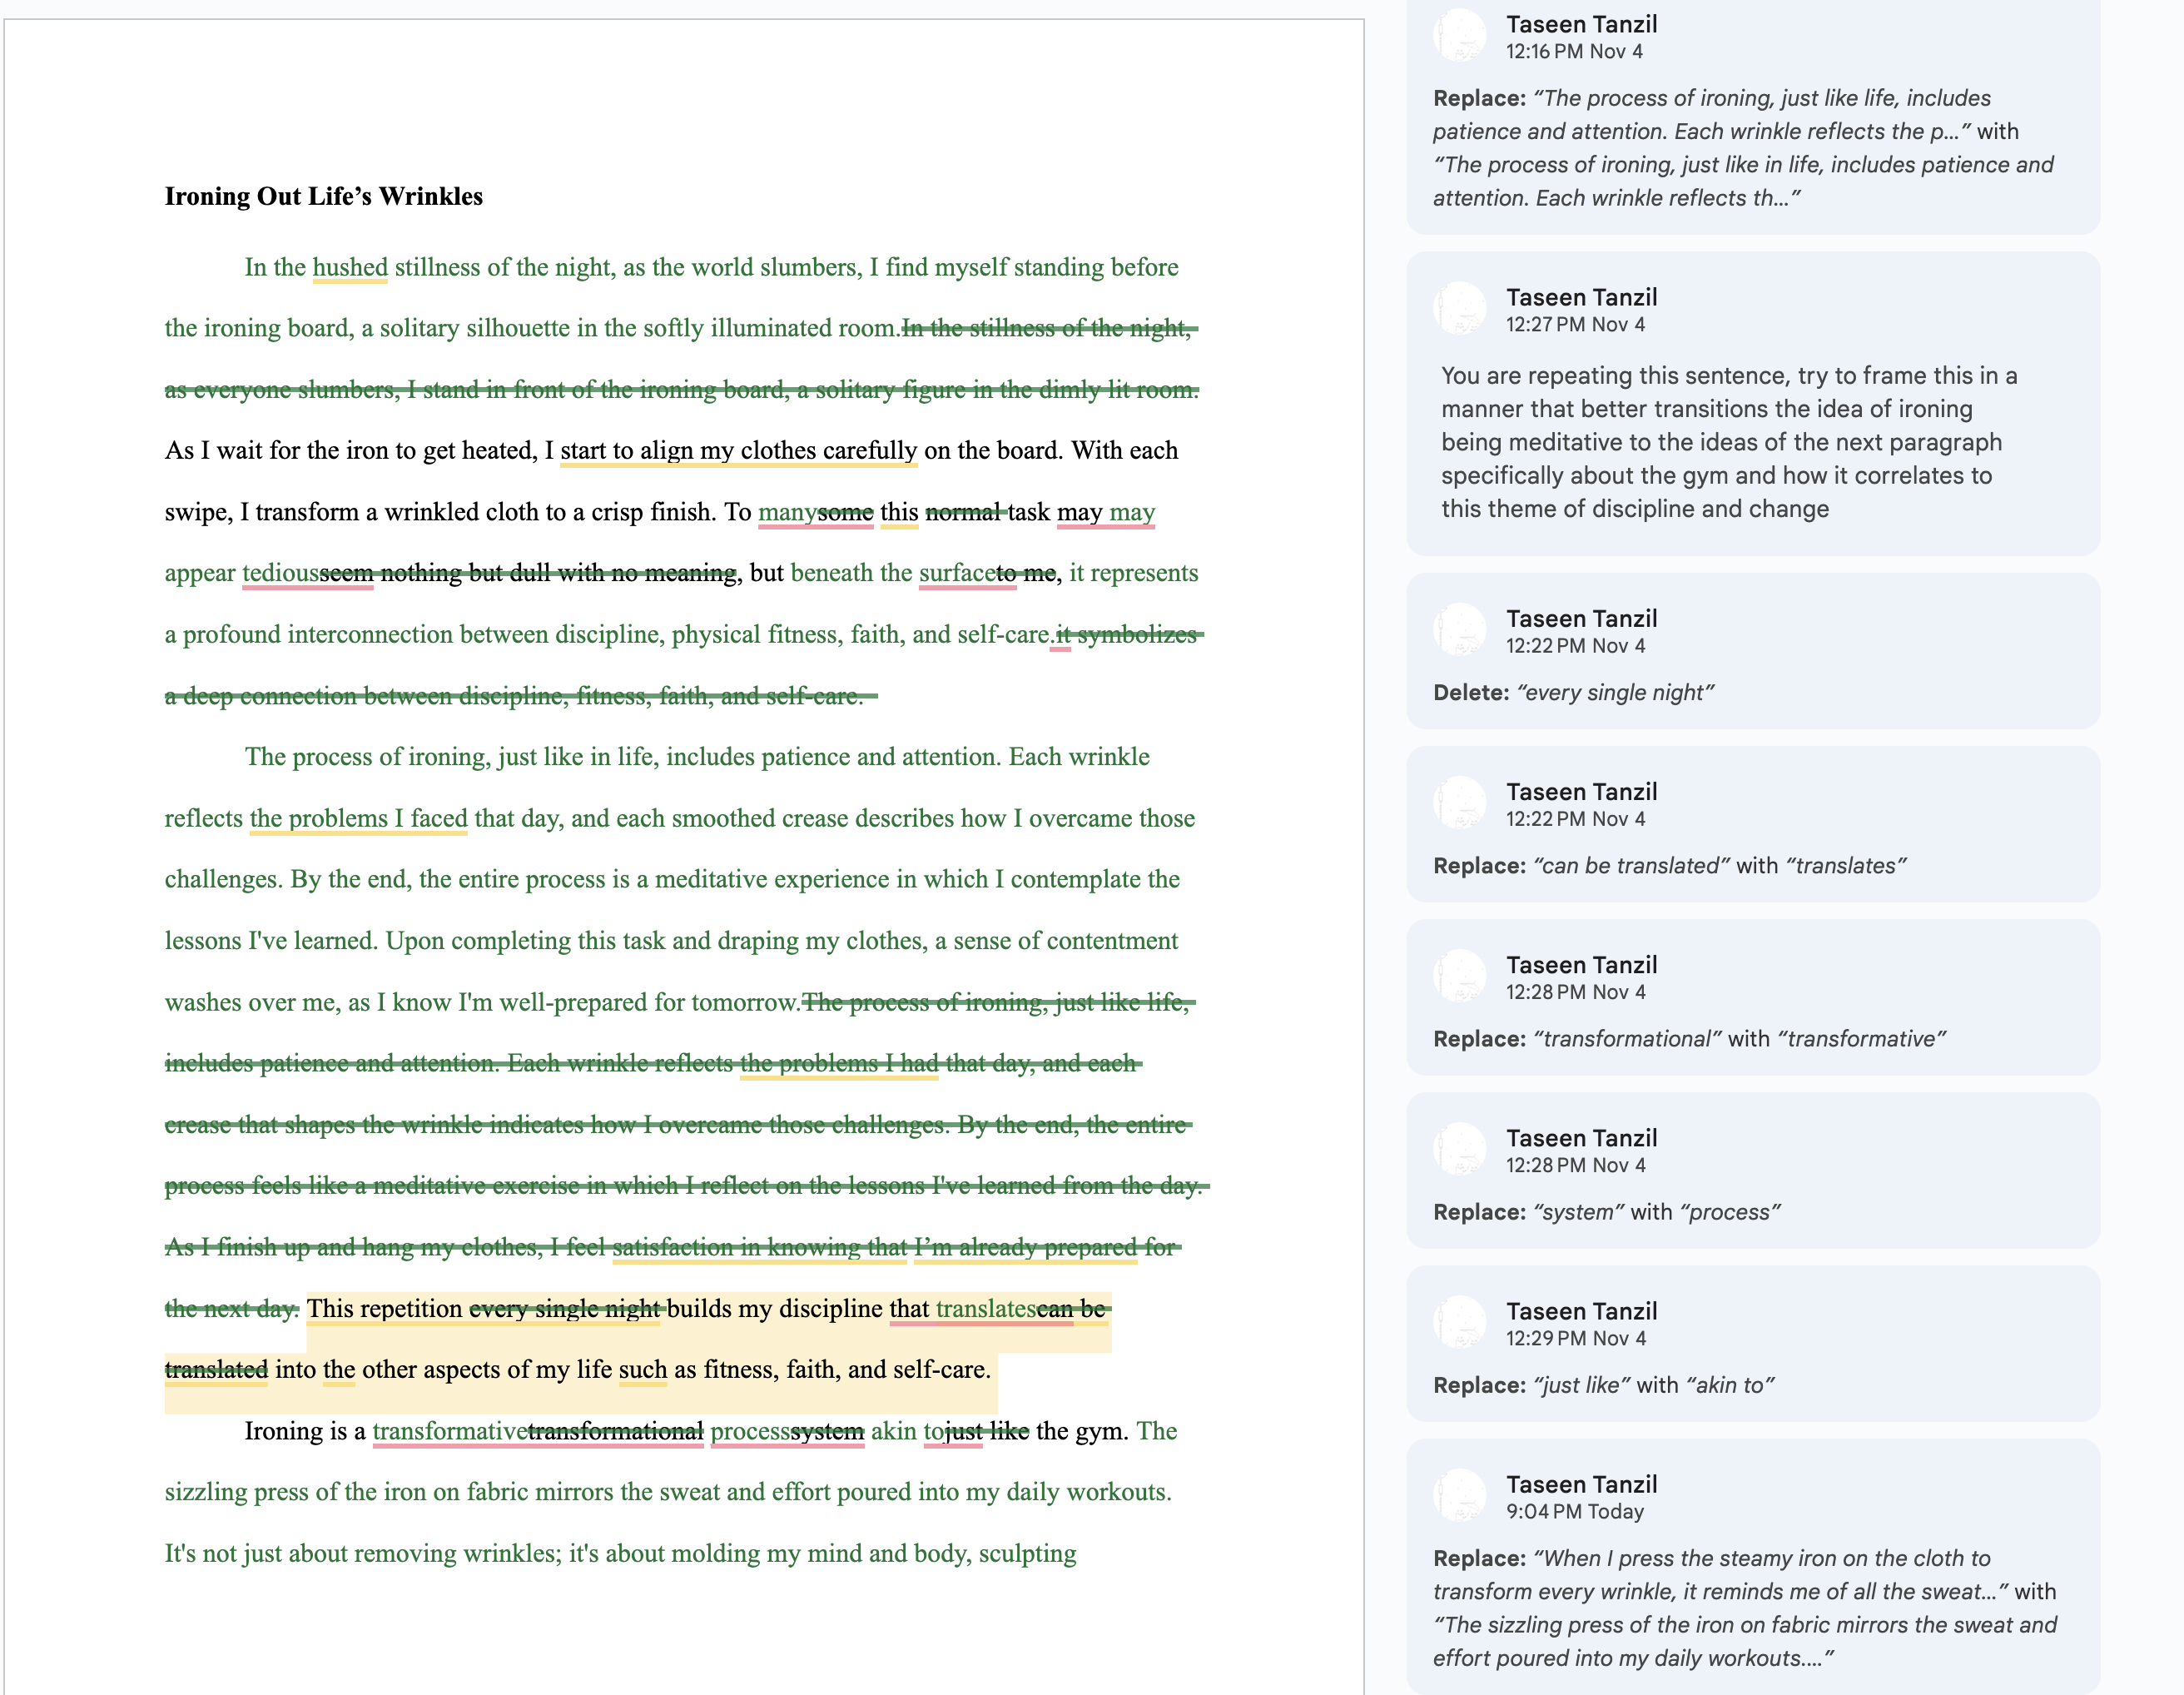 Ironing Out Life’s Wrinkles
In the hushed stillness of the night, as the world slumbers, I find myself standing before
the ironing board, a solitary silhouette in the softly illuminated room.In the stillness of the night,
as everyone slumbers, I stand in front of the ironing board, a solitary figure in the dimly lit room.
As I wait for the iron to get heated, I start to align my clothes carefully on the board. With each
swipe, I transform a wrinkled cloth to a crisp finish. To manysome this normal task may may
appear tediousseem nothing but dull with no meaning, but beneath the surfaceto me, it represents
a profound interconnection between discipline, physical fitness, faith, and self-care.it symbolizes
a deep connection between discipline, fitness, faith, and self-care.
The process of ironing, just like in life, includes patience and attention. Each wrinkle
reflects the problems I faced that day, and each smoothed crease describes how I overcame those
challenges. By the end, the entire process is a meditative experience in which I contemplate the
lessons I've learned. Upon completing this task and draping my clothes, a sense of contentment
washes over me, as I know I'm well-prepared for tomorrow.The process of ironing, just like life,
includes patience and attention. Each wrinkle reflects the problems I had that day, and each
crease that shapes the wrinkle indicates how I overcame those challenges. By the end, the entire
process feels like a meditative exercise in which I reflect on the lessons I've learned from the day.
As I finish up and hang my clothes, I feel satisfaction in knowing that I’m already prepared for
the next day. This repetition every single night builds my discipline that translatescan be
translated into the other aspects of my life such as fitness, faith, and self-care.
Ironing is a transformativetransformational processsystem akin tojust like the gym. The
sizzling press of the iron on fabric mirrors the sweat and effort poured into my daily workouts.
It's not just about removing wrinkles; it's about molding my mind and body, sculpting
Taseen Tanzil
12:16 PM Nov 4
Replace: “The process of ironing, just like life, includes
patience and attention. Each wrinkle reflects the p...” with
“The process of ironing, just like in life, includes patience and
attention. Each wrinkle reflects th...”
Taseen Tanzil
12:27 PM Nov 4
You are repeating this sentence, try to frame this in a
manner that better transitions the idea of ironing
being meditative to the ideas of the next paragraph
specifically about the gym and how it correlates to
this theme of discipline and change
Taseen Tanzil
12:22 PM Nov 4
Delete: “every single night”
Taseen Tanzil
12:22 PM Nov 4
Replace: “can be translated” with “translates”
Taseen Tanzil
12:28 PM Nov 4
Replace: “transformational” with “transformative”
Taseen Tanzil
12:28 PM Nov 4
Replace: “system” with “process”
Taseen Tanzil
12:29 PM Nov 4
Replace: “just like” with “akin to”
Taseen Tanzil
9:04 PM Today
Replace: “When I press the steamy iron on the cloth to
transform every wrinkle, it reminds me of all the sweat...” with
“The sizzling press of the iron on fabric mirrors the sweat and
effort poured into my daily workouts....”